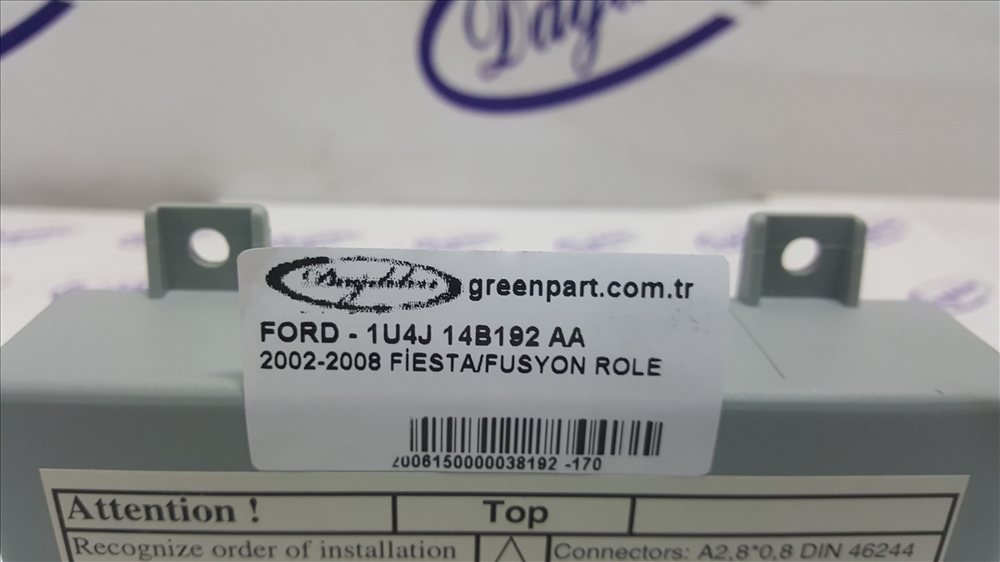 greenpart.com.tr
FORD - 1U4J 14B192 AA
2002-2008 FİESTA/FUSYON ROLE
2006150000038192 -170
Attention !
Top
Recognize order of installation
Connectors: A2,8*0,8 DIN 46244